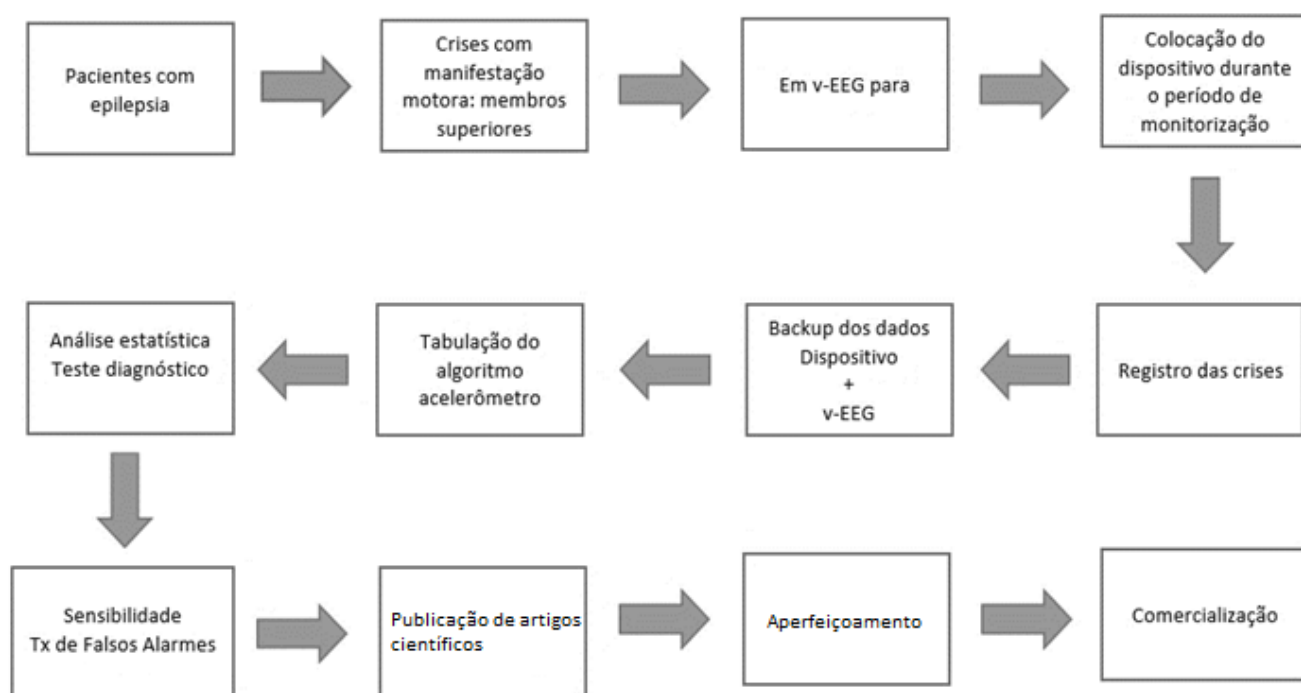 Pacientes com
epilepsia
Crises com
manifestação
motora: membros
superiores
Em v-EEG para
Colocação do
dispositivo durante
o período de
monitorização
Registro das crises
Backup dos dados
Dispositivo
+
v-EEG
Tabulação do
algoritmo
acelerômetro
Análise estatística
Teste diagnóstico
Sensibilidade
Tx de Falsos Alarmes
Publicação de artigos
científicos
Aperfeiçoamento
Comercialização